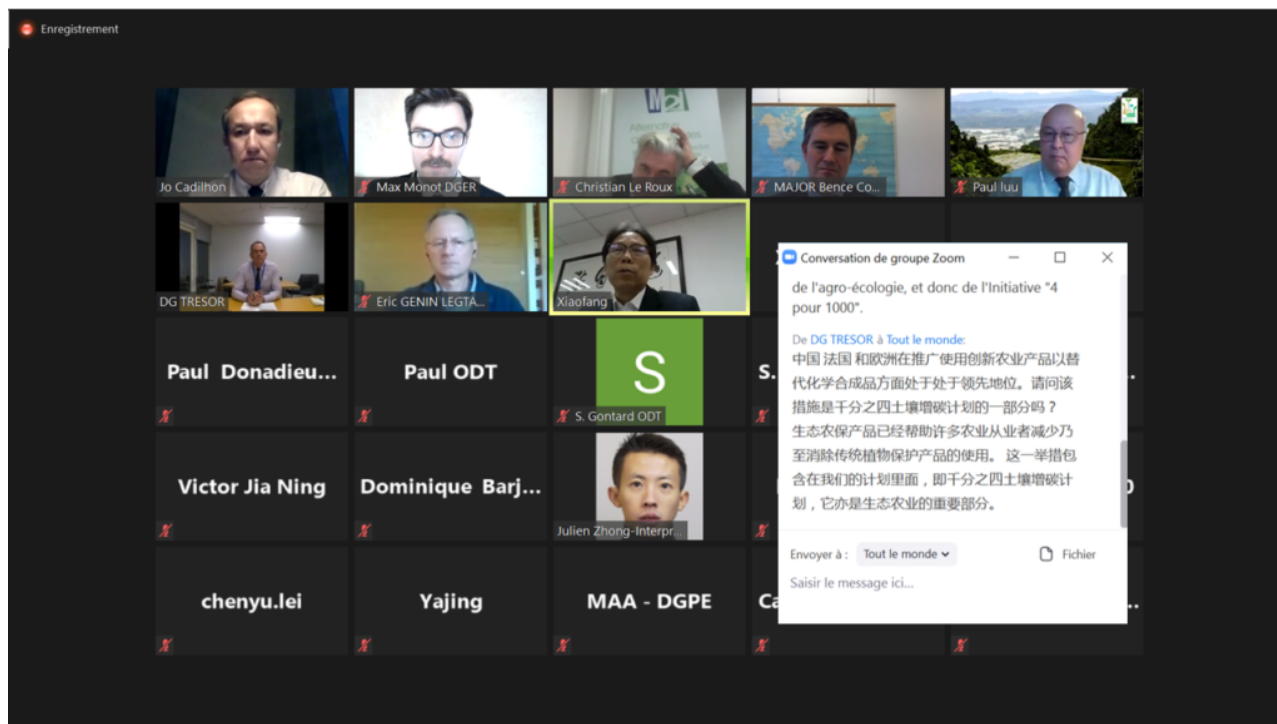 Enregistrement
Jo Cadilhon
Max Monot DGER
Christian Le Roux
MAJOR Bence Co...
Paul luu
DG TRESOR
Eric GENIN LEGTA...
Xiaofang
Conversation de groupe Zoom
de l'agro-écologie, et donc de l'Initiative "4
pour 1000".
De DG TRESOR à Tout le monde:
中国 法国 和欧洲在推广使用创新农业产品以替
代化学合成品方面处于处于领先地位。请问该
措施是千分之四土壤增碳计划的一部分吗？
生态农保产品已经帮助许多农业从业者减少乃
至消除传统植物保护产品的使用。 这一举措包
含在我们的计划里面，即千分之四土壤增碳计
划，它亦是生态农业的重要部分。
Envoyer à : Tout le monde
Fichier
Saisir le message ici...
Paul Donadieu...
Paul ODT
S
S. Gontard ODT
S.
Victor Jia Ning
Dominique Barj...
Julien Zhong-Interpr...
chenyu.lei
Yajing
MAA - DGPE
Ca